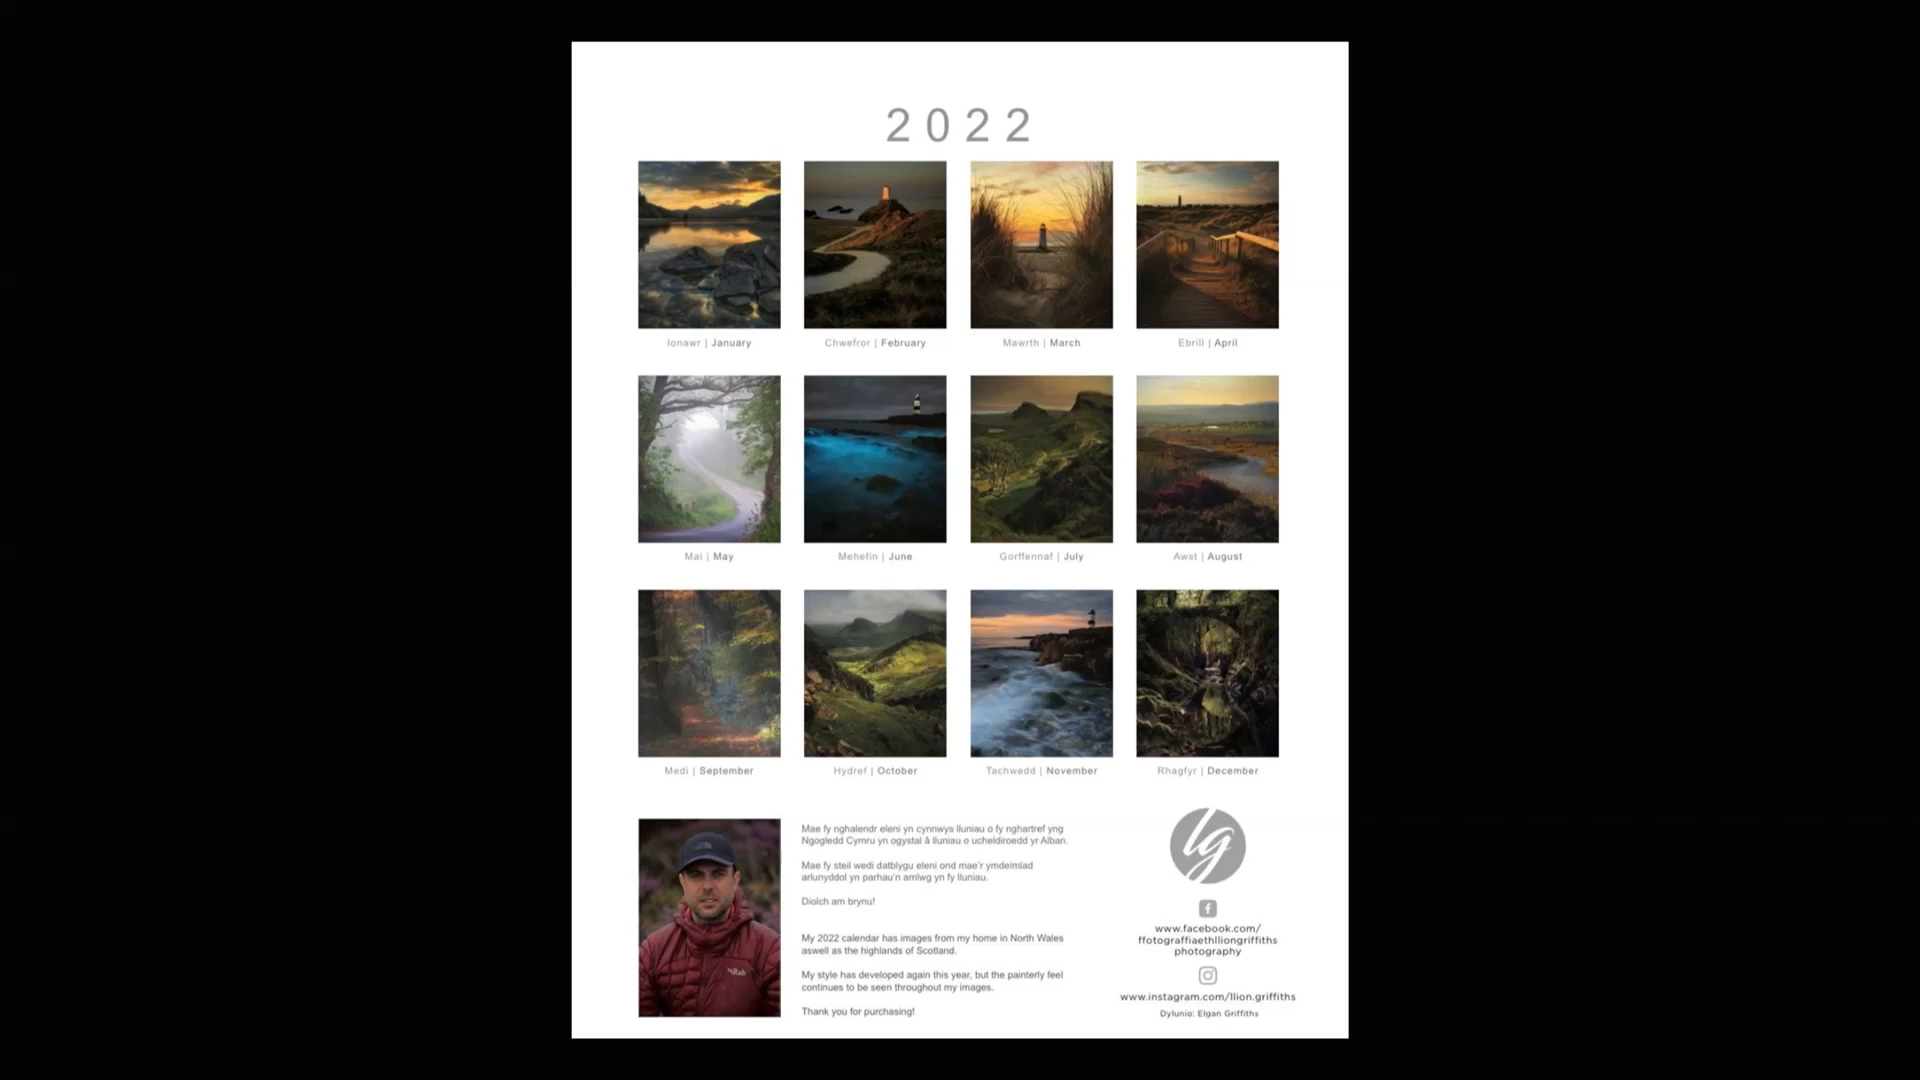 2022
Ionawr | January
Chwefror | February
Mawrth | March
Ebrill | April
Mai | May
Mehefin | June
Gorffennaf | July
Awst | August
Medi | September
Hydref | October
Tachwedd | November
Rhagfyr | December
Mae fy nghalendr eleni yn cynnwys lluniau o fy nghartref yng
Ngogledd Cymru yn ogystal â lluniau o ucheldiroedd yr Alban.
Mae fy steil wedi datblygu eleni ond mae'r ymdeimlad
arlunyddol yn parhau'n amlwg yn fy lluniau.
Diolch am brynu!
My 2022 calendar has images from my home in North Wales
aswell as the highlands of Scotland.
My style has developed again this year, but the painterly feel
continues to be seen throughout my images.
Thank you for purchasing!
Rab
lg
www.facebook.com/
ffotograffiaethlliongriffiths
photography
www.instagram.com/llion.griffiths
Dylunio: Elgan Griffiths